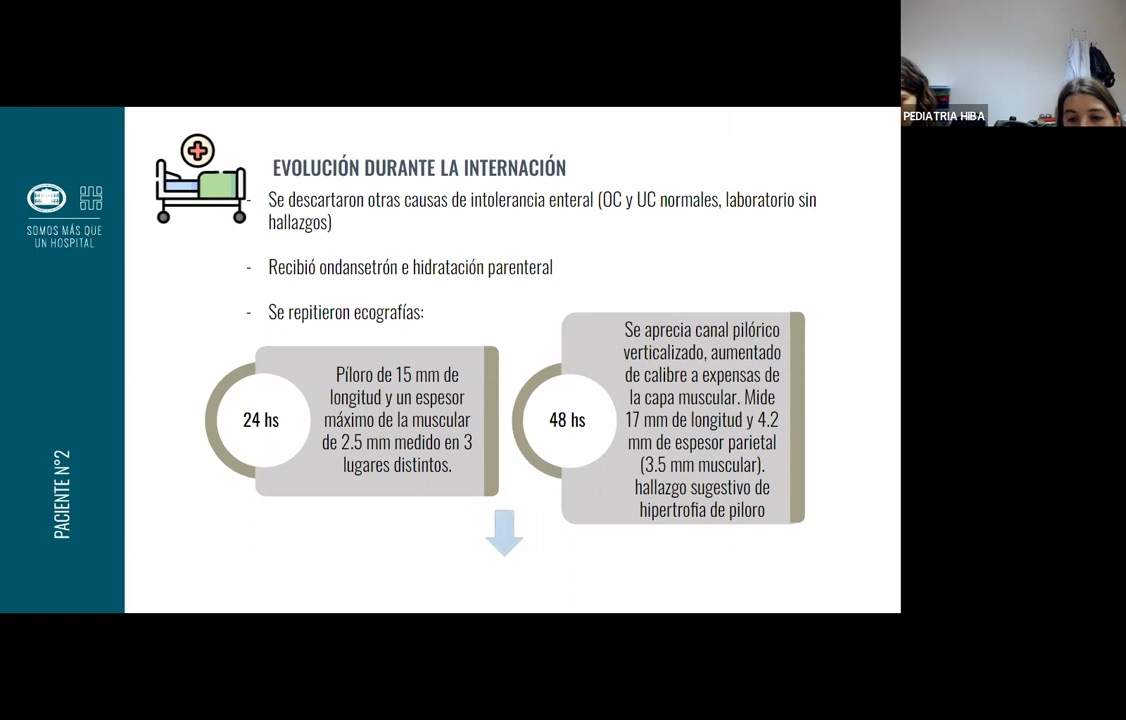 PEDIATRIA HIBA
SOMOS MÁS QUE
UN HOSPITAL
PACIENTE N°2
EVOLUCIÓN DURANTE LA INTERNACIÓN
- Se descartaron otras causas de intolerancia enteral (OC y UC normales, laboratorio sin
hallazgos)
- Recibió ondansetrón e hidratación parenteral
- Se repitieron ecografías:
24 hs
Píloro de 15 mm de
longitud y un espesor
máximo de la muscular
de 2.5 mm medido en 3
lugares distintos.
48 hs
Se aprecia canal pilórico
verticalizado, aumentado
de calibre a expensas de
la capa muscular. Mide
17 mm de longitud y 4.2
mm de espesor parietal
(3.5 mm muscular).
hallazgo sugestivo de
hipertrofia de piloro